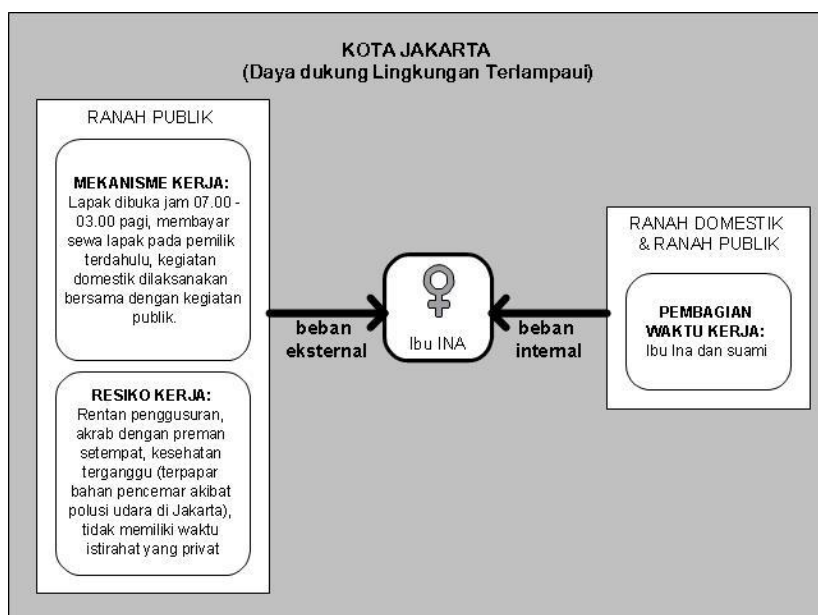 KOTA JAKARTA
(Daya dukung Lingkungan Terlampaui)
RANAH PUBLIK
MEKANISME KERJA:
Lapak dibuka jam 07.00 -
03.00 pagi, membayar
sewa lapak pada pemilik
terdahulu, kegiatan
domestik dilaksanakan
bersama dengan kegiatan
publik.
RESIKO KERJA:
Rentan penggusuran,
akrab dengan preman
setempat, kesehatan
terganggu (terpapar
bahan pencemar akibat
polusi udara di Jakarta),
tidak memiliki waktu
istirahat yang privat
beban
eksternal
Ibu INA
beban
internal
RANAH DOMESTIK
& RANAH PUBLIK
PEMBAGIAN
WAKTU KERJA:
Ibu Ina dan suami